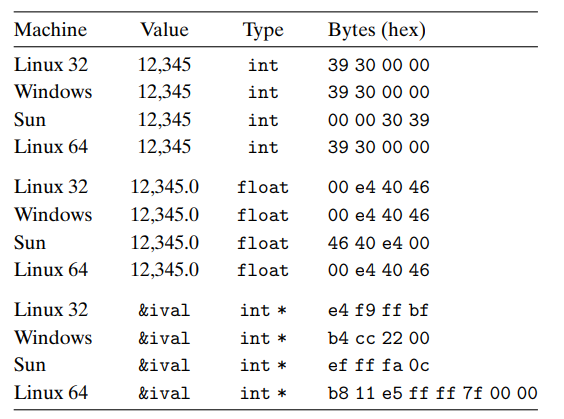 Machine Value Type Bytes (hex)
Linux 32 12,345 int 39 30 00 00
Windows 12,345 int 39 30 00 00
Sun 12,345 int 00 00 30 39
Linux 64 12,345 int 39 30 00 00
Linux 32 12,345.0 float 00 e4 40 46
Windows 12,345.0 float 00 e4 40 46
Sun 12,345.0 float 46 40 e4 00
Linux 64 12,345.0 float 00 e4 40 46
Linux 32 &ival int * e4 f9 ff bf
Windows &ival int * b4 cc 22 00
Sun &ival int * ef ff fa 0c
Linux 64 &ival int * b8 11 e5 ff ff 7f 00 00